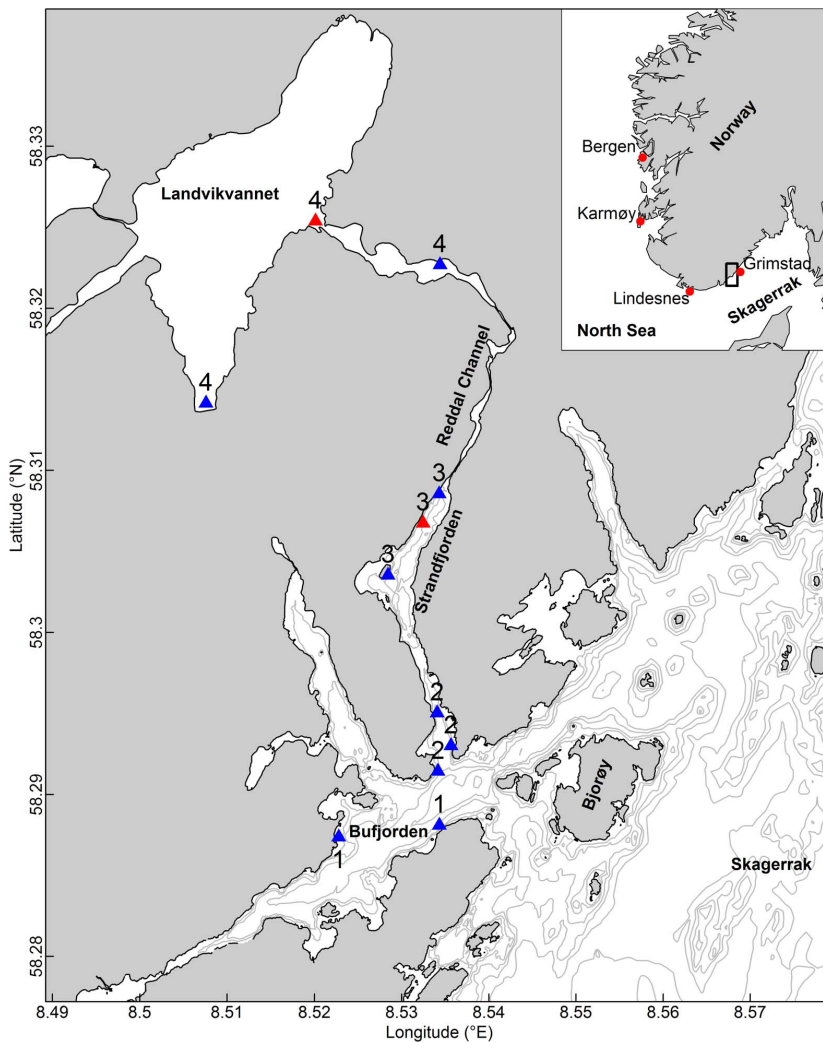 Bergen
Norway
Karmøy
Grimstad
Lindesnes
Skagerrak
North Sea
Landvikvannet
4
4
4
Reddal Channel
3
3
3
Strandfjorden
2
2
2
1
Bufjorden
1
Bjorøy
Skagerrak
58.33
58.32
58.31
58.3
58.29
58.28
Latitude (°N)
8.49 8.5 8.51 8.52 8.53 8.54 8.55 8.56 8.57
Longitude (°E)